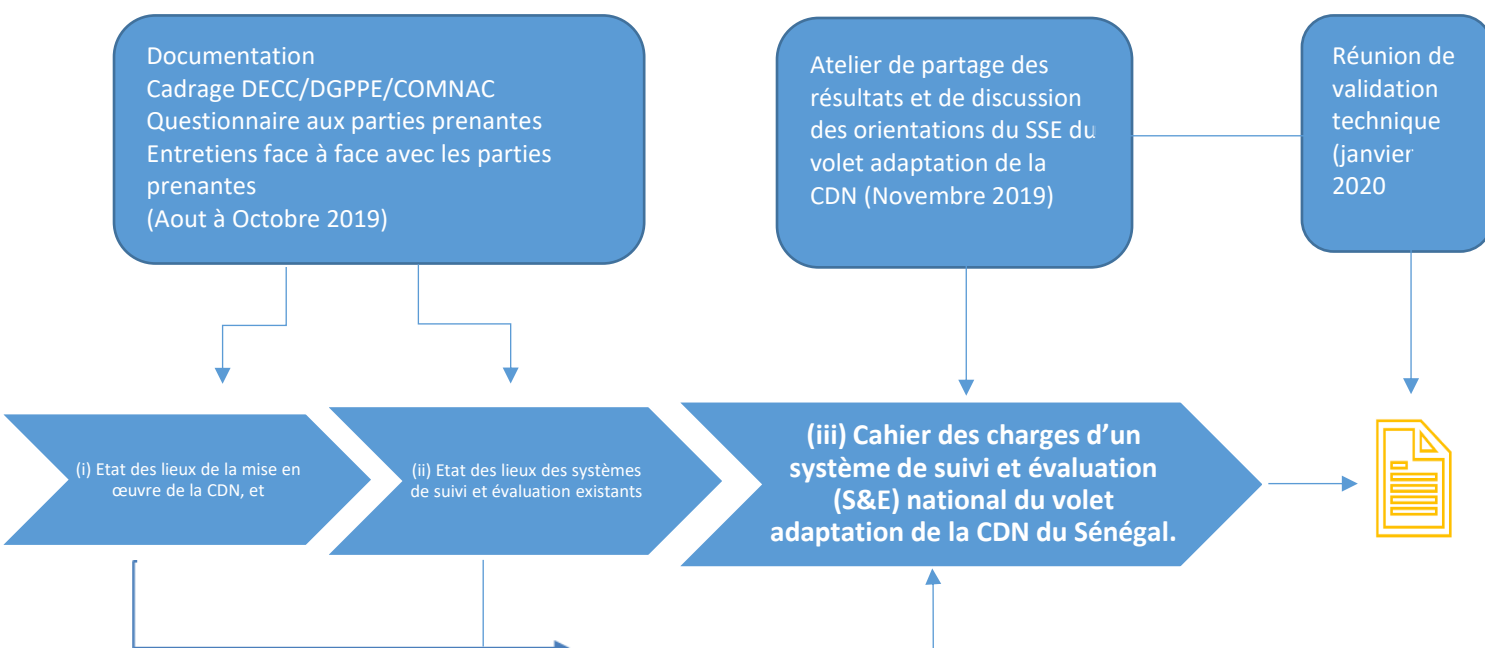 Documentation
Cadrage DECC/DGPPE/COMNAC
Questionnaire aux parties prenantes
Entretiens face à face avec les parties
prenantes
(Aout à Octobre 2019)
Atelier de partage des
résultats et de discussion
des orientations du SSE du
volet adaptation de la
CDN (Novembre 2019)
Réunion de
validation
technique
(janvier
2020
(i) Etat des lieux de la mise en
œuvre de la CDN, et
(ii) Etat des lieux des systèmes
de suivi et évaluation existants
(iii) Cahier des charges d’un
système de suivi et évaluation
(S&E) national du volet
adaptation de la CDN du Sénégal.